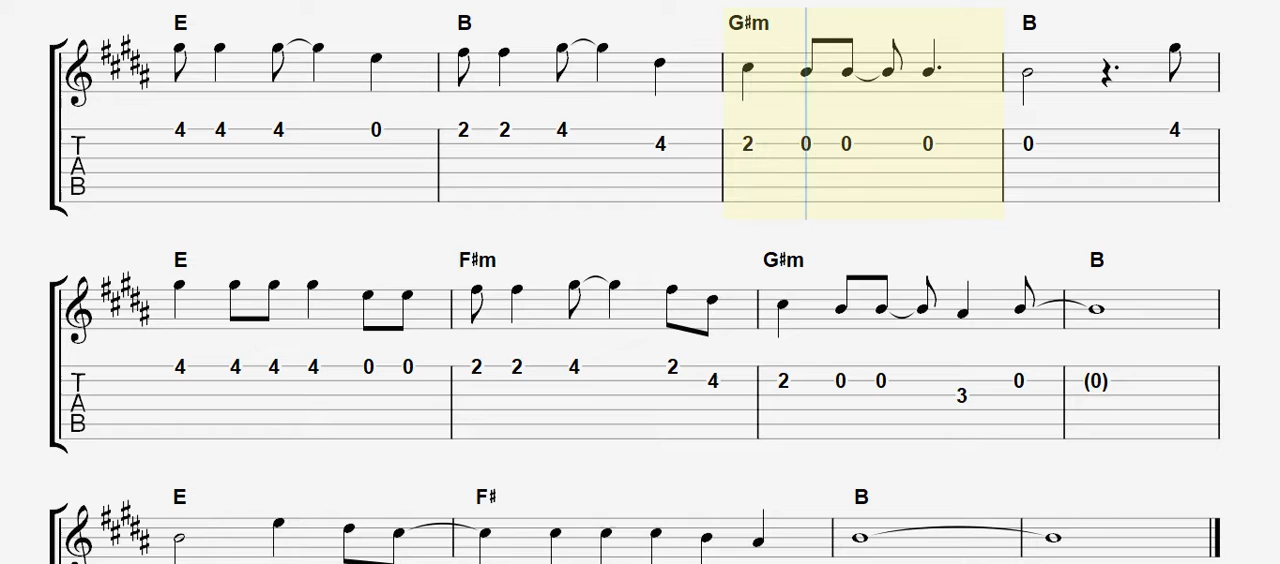 E B G♯m B
4 4 4 0 2 2 4 4
T 4 2 0 0 0 0
A
B
E F♯m G♯m B
4 4 4 4 0 0 2 2 4 2
T 4 2 0 0 0 (0)
A 3
B
E F♯ B